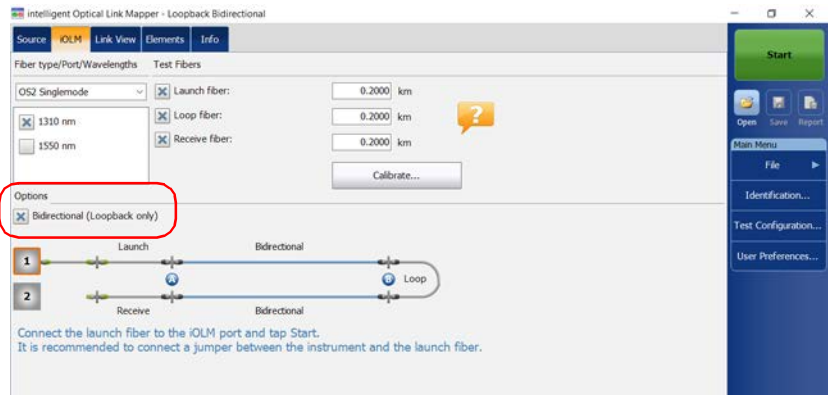 intelligent Optical Link Mapper - Loopback Bidirectional
Source iOLM Link View Elements Info
Fiber type/Port/Wavelengths Test Fibers
OS2 Singlemode
Launch fiber: 0.2000 km
1310 nm
Loop fiber: 0.2000 km
1550 nm
Receive fiber: 0.2000 km
?
Calibrate...
Options
Bidirectional (Loopback only)
Launch Bidirectional
1
A B Loop
2
Receive Bidirectional
Connect the launch fiber to the iOLM port and tap Start.
It is recommended to connect a jumper between the instrument and the launch fiber.
Start
Open Save Report
Main Menu
File
Identification...
Test Configuration...
User Preferences...